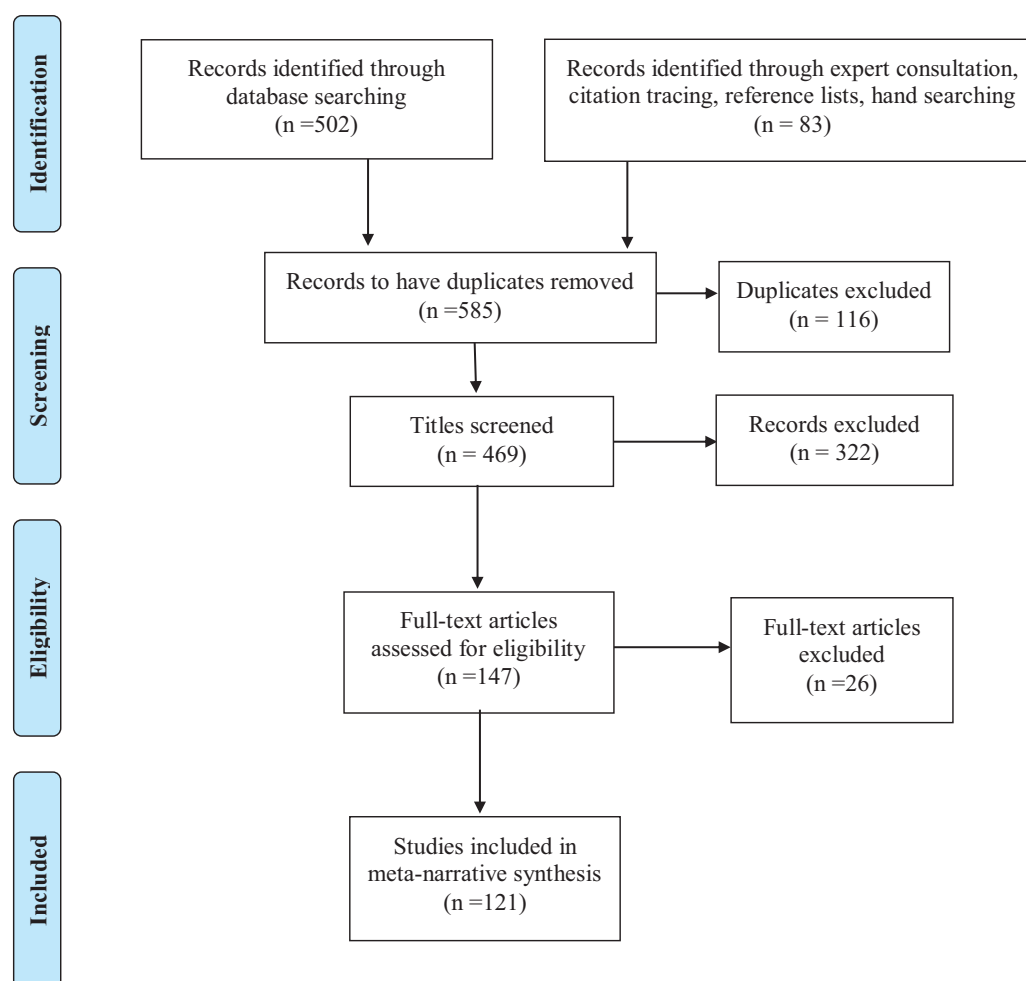 Identification
Records identified through
database searching
(n =502)
Records identified through expert consultation,
citation tracing, reference lists, hand searching
(n = 83)
Screening
Records to have duplicates removed
(n =585)
Duplicates excluded
(n = 116)
Titles screened
(n = 469)
Records excluded
(n = 322)
Eligibility
Full-text articles
assessed for eligibility
(n =147)
Full-text articles
excluded
(n =26)
Included
Studies included in
meta-narrative synthesis
(n =121)